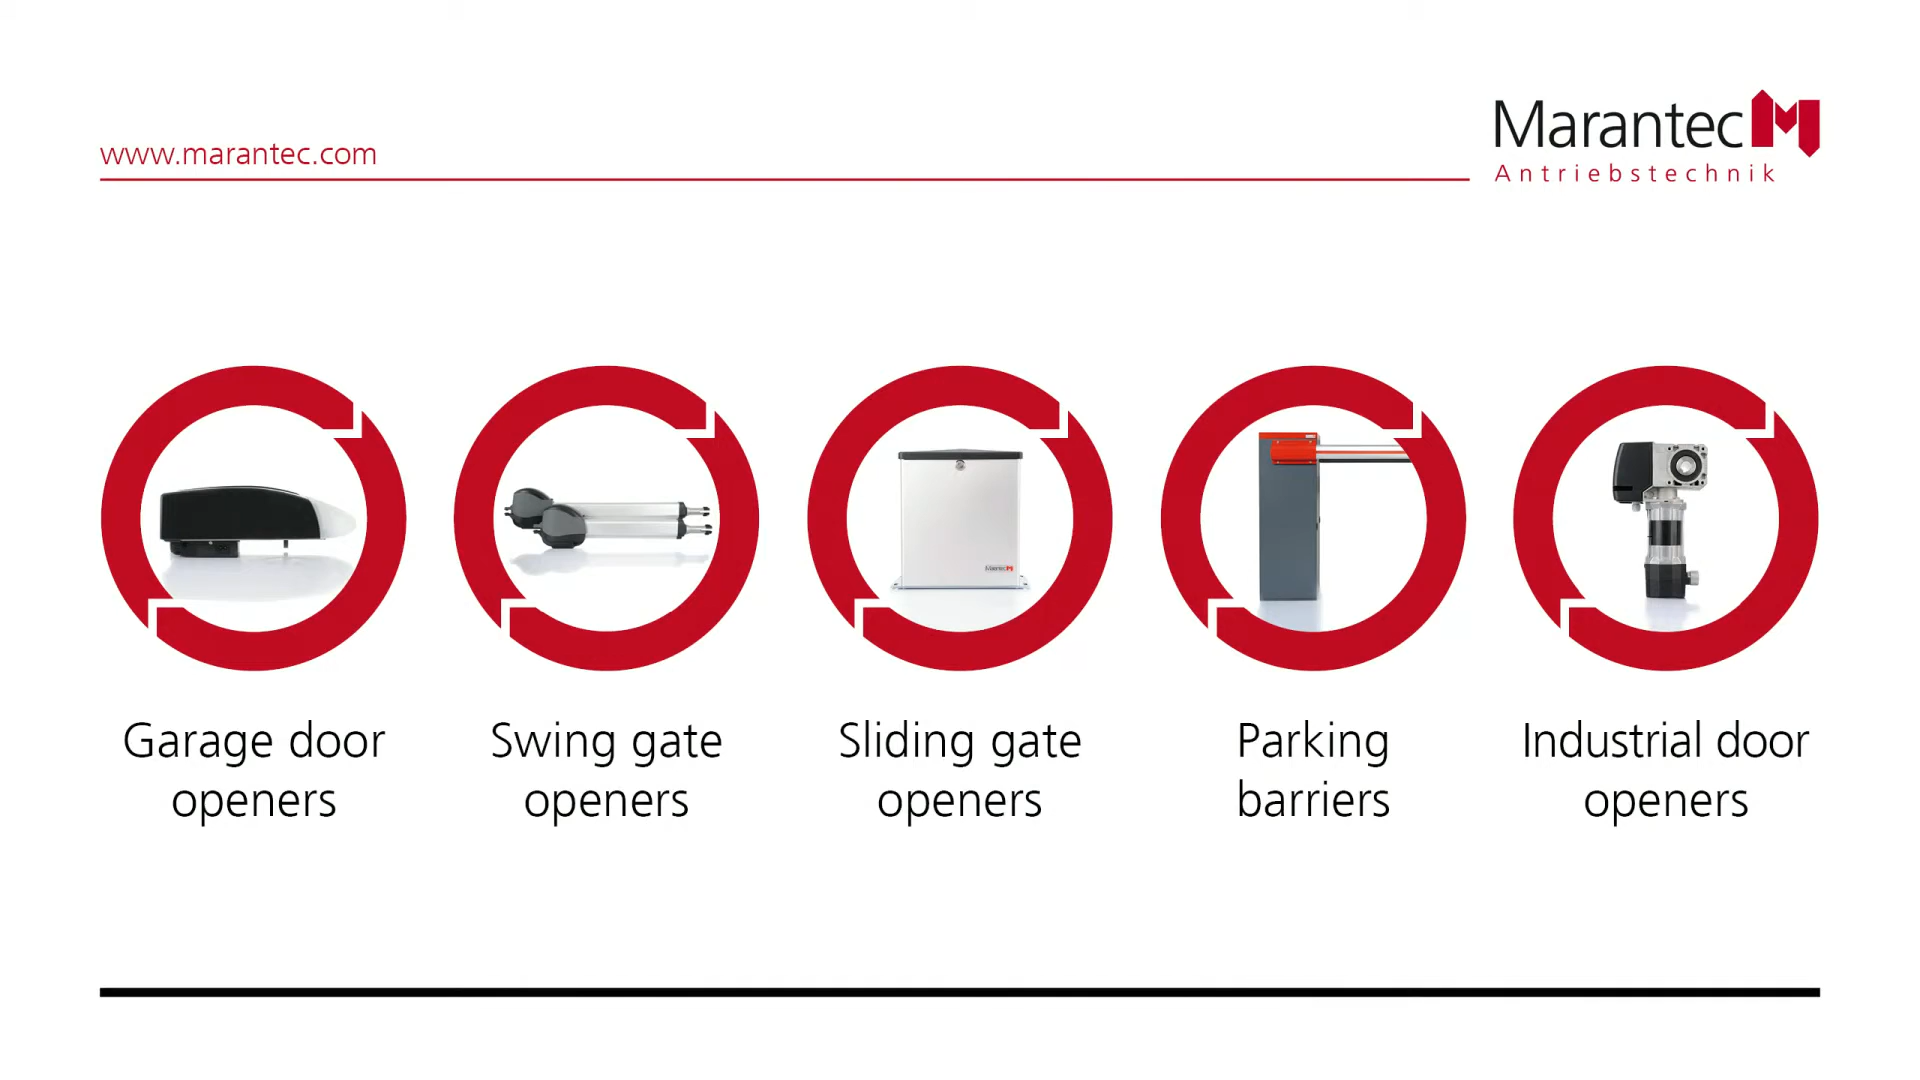 www.marantec.com
Marantec
Antriebstechnik
Marantec
Garage door
openers
Swing gate
openers
Sliding gate
openers
Parking
barriers
Industrial door
openers